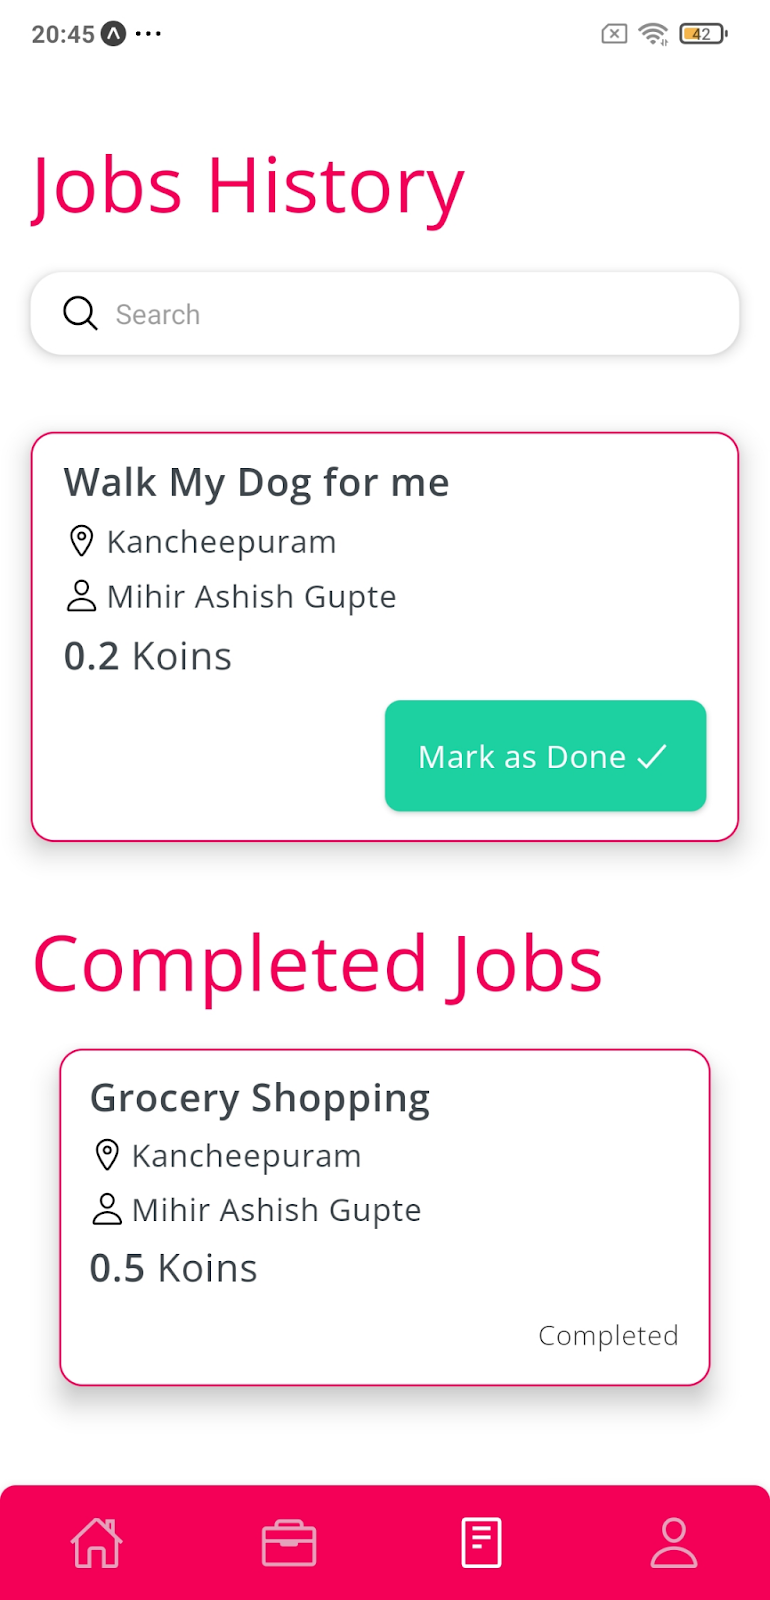 20:45
42
Jobs History
Search
Walk My Dog for me
Kancheepuram
Mihir Ashish Gupte
0.2 Koins
Mark as Done
Completed Jobs
Grocery Shopping
Kancheepuram
Mihir Ashish Gupte
0.5 Koins
Completed